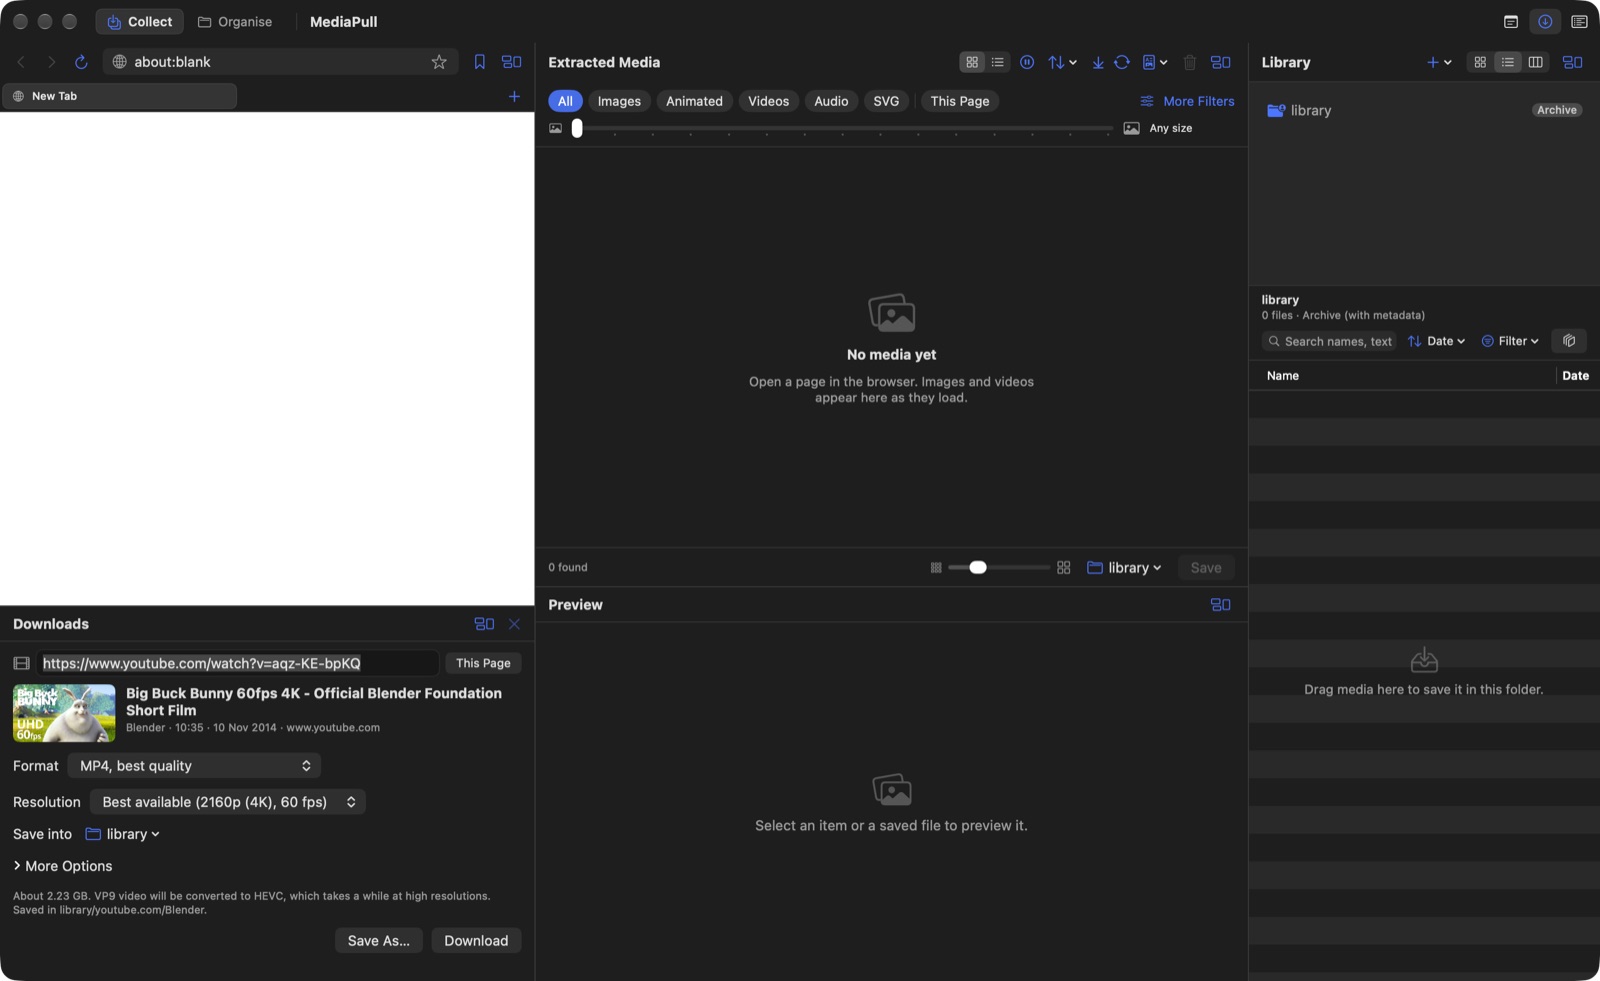 Collect
Organise
MediaPull
about:blank
New Tab
Extracted Media
All
Images
Animated
Videos
Audio
SVG
This Page
More Filters
Any size
No media yet
Open a page in the browser. Images and videos
appear here as they load.
0 found
library
Save
Preview
Select an item or a saved file to preview it.
Library
library
Archive
library
0 files · Archive (with metadata)
Search names, text
Date
Filter
Name
Date
Drag media here to save it in this folder.
Downloads
https://www.youtube.com/watch?v=aqz-KE-bpKQ
This Page
Big Buck
BUNNY
UHD
60fps
Big Buck Bunny 60fps 4K - Official Blender Foundation
Short Film
Blender · 10:35 · 10 Nov 2014 · www.youtube.com
Format
MP4, best quality
Resolution
Best available (2160p (4K), 60 fps)
Save into
library
More Options
About 2.23 GB. VP9 video will be converted to HEVC, which takes a while at high resolutions.
Saved in library/youtube.com/Blender.
Save As...
Download